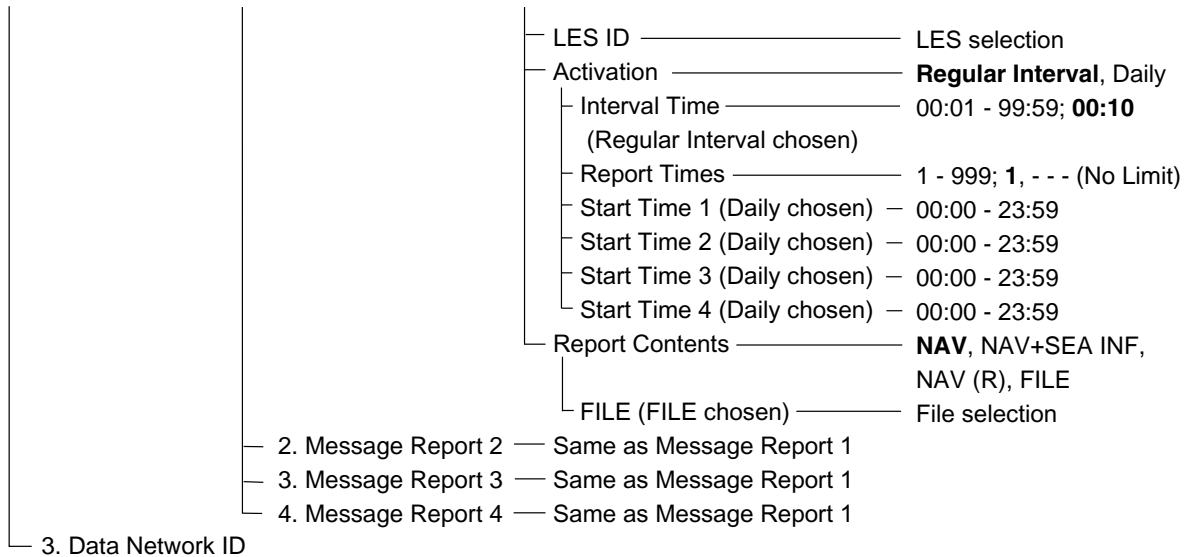 LES ID LES selection
Activation Regular Interval, Daily
Interval Time 00:01 - 99:59; 00:10
(Regular Interval chosen)
Report Times 1 - 999; 1, - - - (No Limit)
Start Time 1 (Daily chosen) 00:00 - 23:59
Start Time 2 (Daily chosen) 00:00 - 23:59
Start Time 3 (Daily chosen) 00:00 - 23:59
Start Time 4 (Daily chosen) 00:00 - 23:59
Report Contents NAV, NAV+SEA INF,
NAV (R), FILE
FILE (FILE chosen) File selection
2. Message Report 2 Same as Message Report 1
3. Message Report 3 Same as Message Report 1
4. Message Report 4 Same as Message Report 1
3. Data Network ID